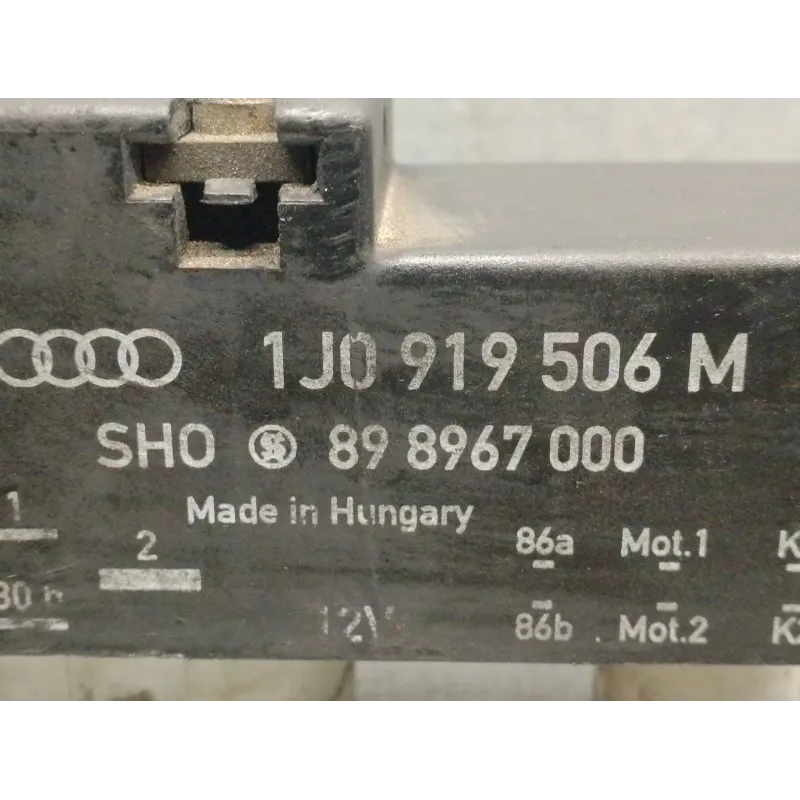 1J0 919 506 M
SHO 89 8967 000
Made in Hungary
1
2
86a Mot.1
30
12V
86b Mot.2